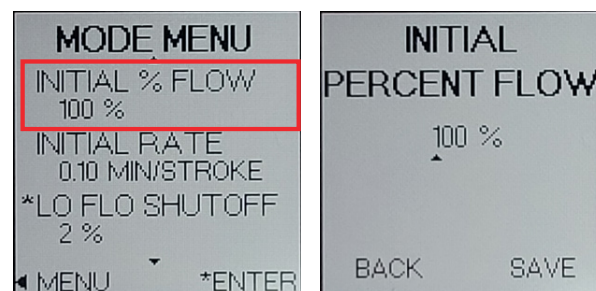 MODE MENU
INITIAL % FLOW
100 %
INITIAL RATE
0.10 MIN/STROKE
*LO FLO SHUTOFF
2 %
MENU *ENTER
INITIAL
PERCENT FLOW
100 %
BACK SAVE